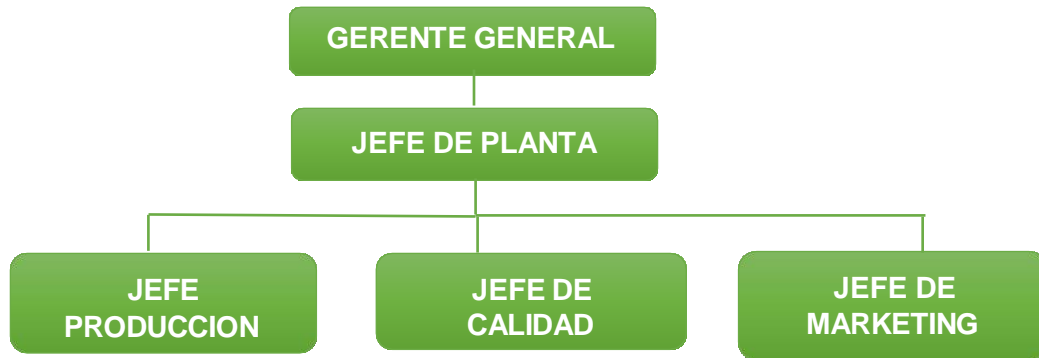 GERENTE GENERAL
JEFE DE PLANTA
JEFE
PRODUCCION
JEFE DE
CALIDAD
JEFE DE
MARKETING